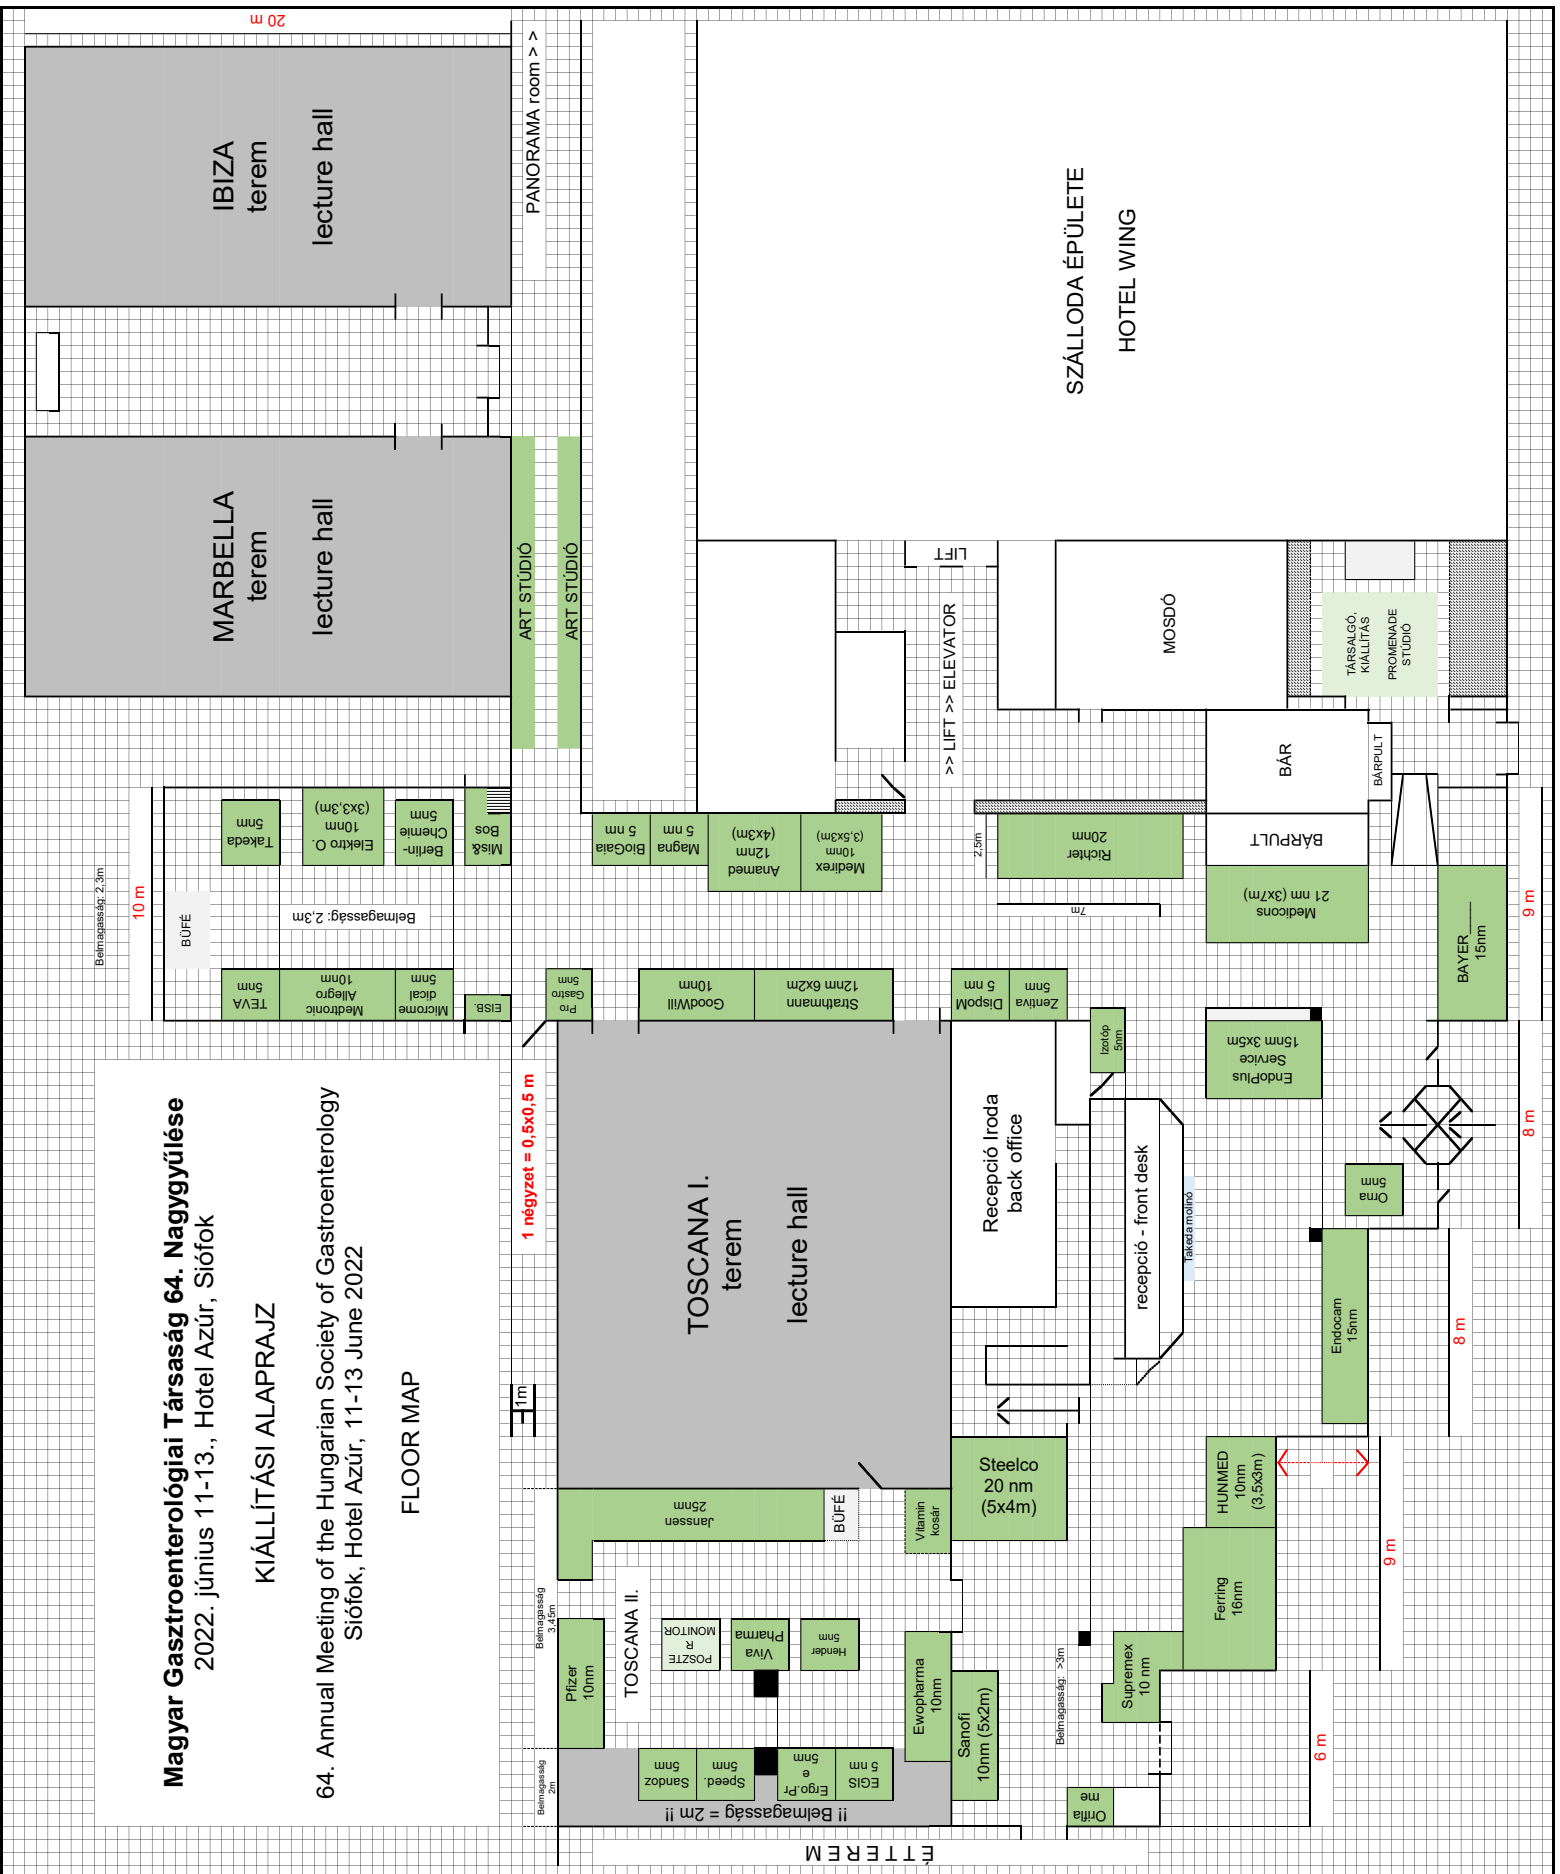 Magyar Gasztroenterológiai Társaság 64. Nagygyűlése
2022. június 11-13., Hotel Azúr, Siófok
KIÁLLÍTÁSI ALAPRAJZ
64. Annual Meeting of the Hungarian Society of Gastroenterology
Siófok, Hotel Azúr, 11-13 June 2022
FLOOR MAP
20 m
IBIZA
terem
lecture hall
PANORAMA room > >
MARBELLA
terem
lecture hall
ART STÚDIÓ
ART STÚDIÓ
SZÁLLODA ÉPÜLETE
HOTEL WING
LIFT
>> LIFT >> ELEVATOR
MOSDÓ
TÁRSALGÓ,
KIÁLLÍTÁS
PROMENADE
STÚDIÓ
BÁR
BÁRPULT
BÁRPULT
Belmagasság: 2,3m
10 m
BÜFÉ
Takeda
5nm
Elektro O.
10nm
(3x3,3m)
Berlin-
Chemie
5nm
Mis&
Bos
Belmagasság: 2,3m
TEVA
5nm
Medtronic
Allegro
10nm
Microme
dical
5nm
EISB.
BioGaia
5 nm
Magna
5 nm
Anamed
12nm
(4x3m)
Medirex
10nm
(3,5x3m)
2,5m
Richter
20nm
7m
Medicons
21 nm (3x7m)
BAYER____
15nm
9 m
Pro
Gastro
5nm
GoodWill
10nm
Strathmann
12nm 6x2m
DispoM
5 nm
Zentiva
5nm
Izotóp
5nm
EndoPlus
Service
15nm 3x5m
8 m
1 négyzet = 0,5x0,5 m
1m
TOSCANA I.
terem
lecture hall
Recepció Iroda
back office
recepció - front desk
Takeda molinó
Orna
5nm
Endocam
15nm
8 m
Janssen
25nm
BÜFÉ
Vitamin
kosár
Steelco
20 nm
(5x4m)
HUNMED
10nm
(3,5x3m)
9 m
Ferring
16nm
Supremex
10 nm
6 m
Belmagasság
3,45m
TOSCANA II.
Pfizer
10nm
POSZTE
R
MONITOR
Viva
Pharma
Hender
5nm
Ewopharma
10nm
Sanofi
10nm (5x2m)
Belmagasság: >3m
Belmagasság
2m
Sandoz
5nm
Speed.
5nm
Ergo.Pr
e
5nm
EGIS
5 nm
!! Belmagasság = 2m !!
Orifla
me
ÉTTEREM